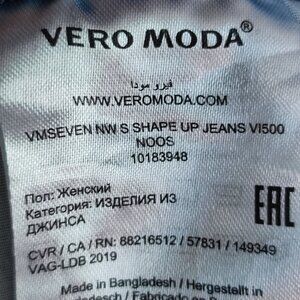 VERO MODA®
فيرو مودا
WWW.VEROMODA.COM
VMSEVEN NW S SHAPE UP JEANS VI500
NOOS
10183948
Пол: Женский
Категория: ИЗДЕЛИЯ ИЗ
ДЖИНСА
EAC
CVR / CA / RN: 88216512 / 57831 / 149349
VAG-LDB 2019
Made in Bangladesh / Hergestellt in
/ Fabricado